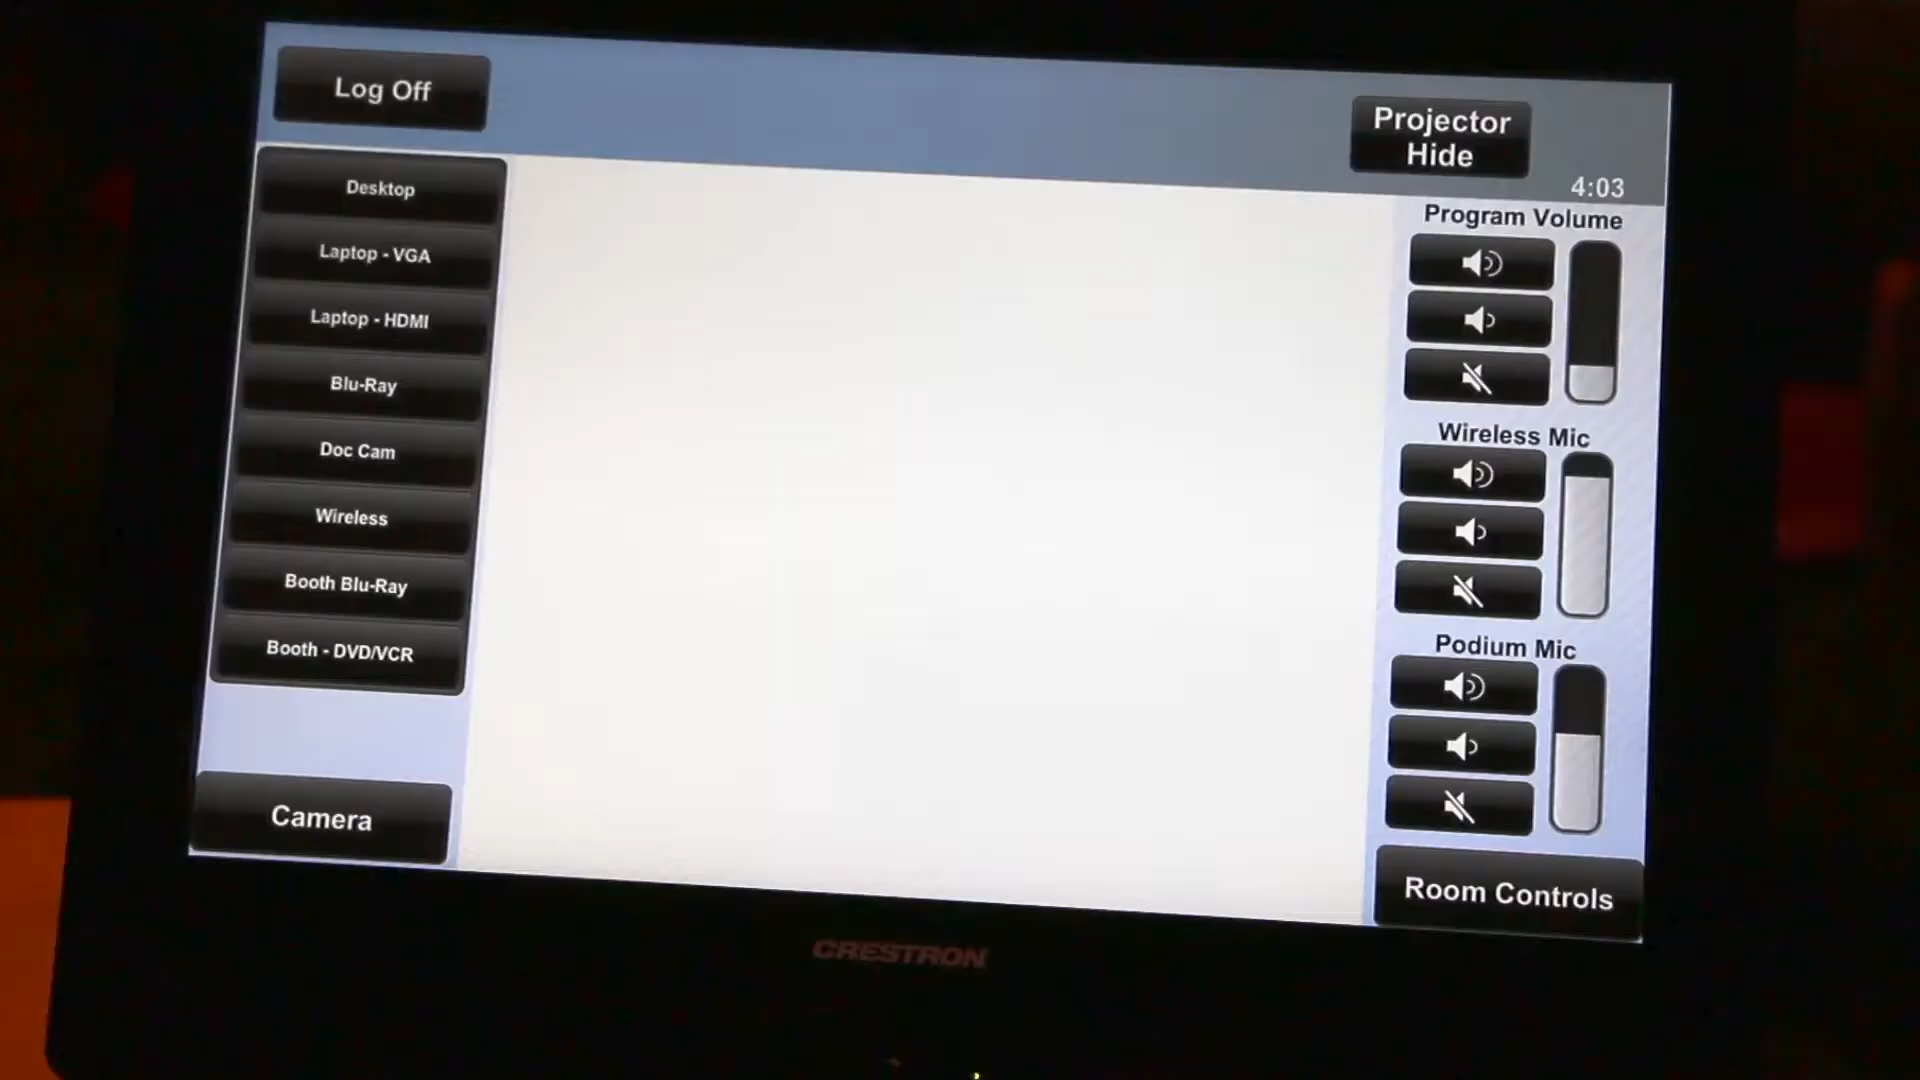 Log Off
Projector
Hide
4:03
Desktop
Laptop - VGA
Laptop - HDMI
Blu-Ray
Doc Cam
Wireless
Booth Blu-Ray
Booth - DVD/VCR
Camera
Program Volume
Wireless Mic
Podium Mic
Room Controls
CRESTRON